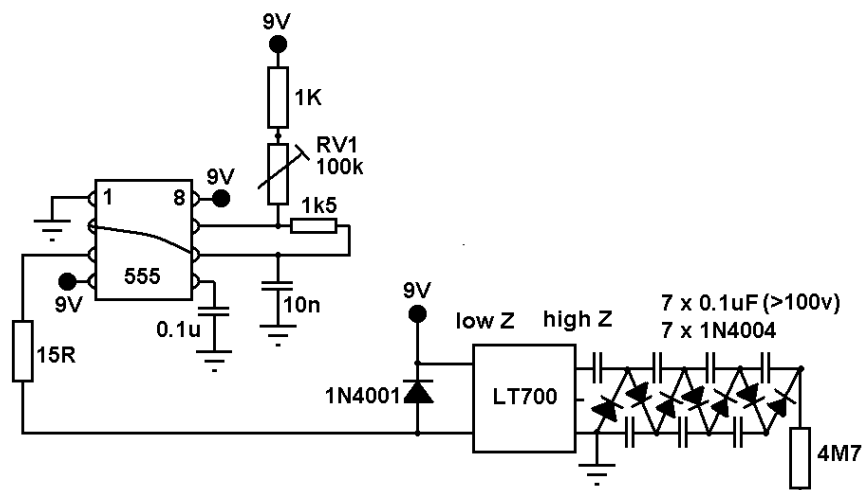 9V
1K
RV1
100k
9V
1 8
1k5
555
9V
0.1u
10n
15R
9V
low Z high Z
7 x 0.1uF (>100v)
7 x 1N4004
1N4001
LT700
4M7